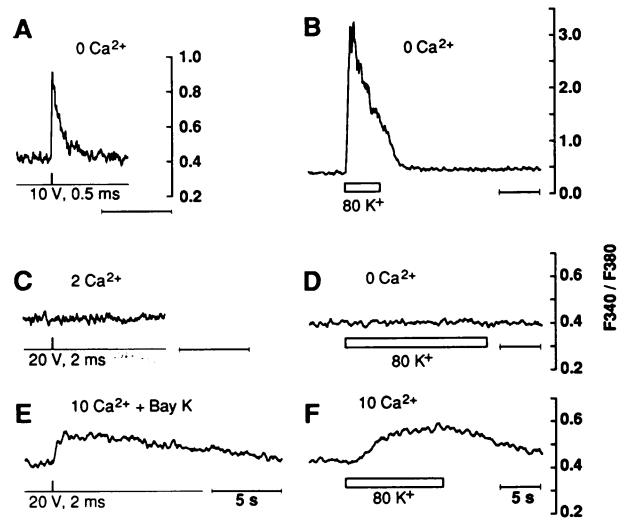 A
0 Ca²⁺
1.0
0.8
0.6
0.4
0.2
10 V, 0.5 ms
B
0 Ca²⁺
3.0
2.0
1.0
0.0
80 K⁺
C
2 Ca²⁺
20 V, 2 ms
D
0 Ca²⁺
0.6
0.4
0.2
80 K⁺
F340 / F380
E
10 Ca²⁺ + Bay K
20 V, 2 ms
5 s
F
10 Ca²⁺
0.6
0.4
0.2
80 K⁺
5 s